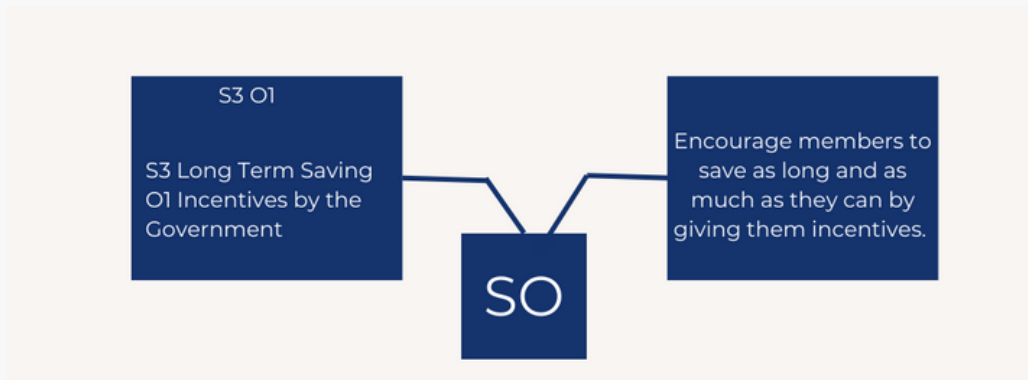 S3 O1
S3 Long Term Saving
O1 Incentives by the
Government
Encourage members to
save as long and as
much as they can by
giving them incentives.
SO